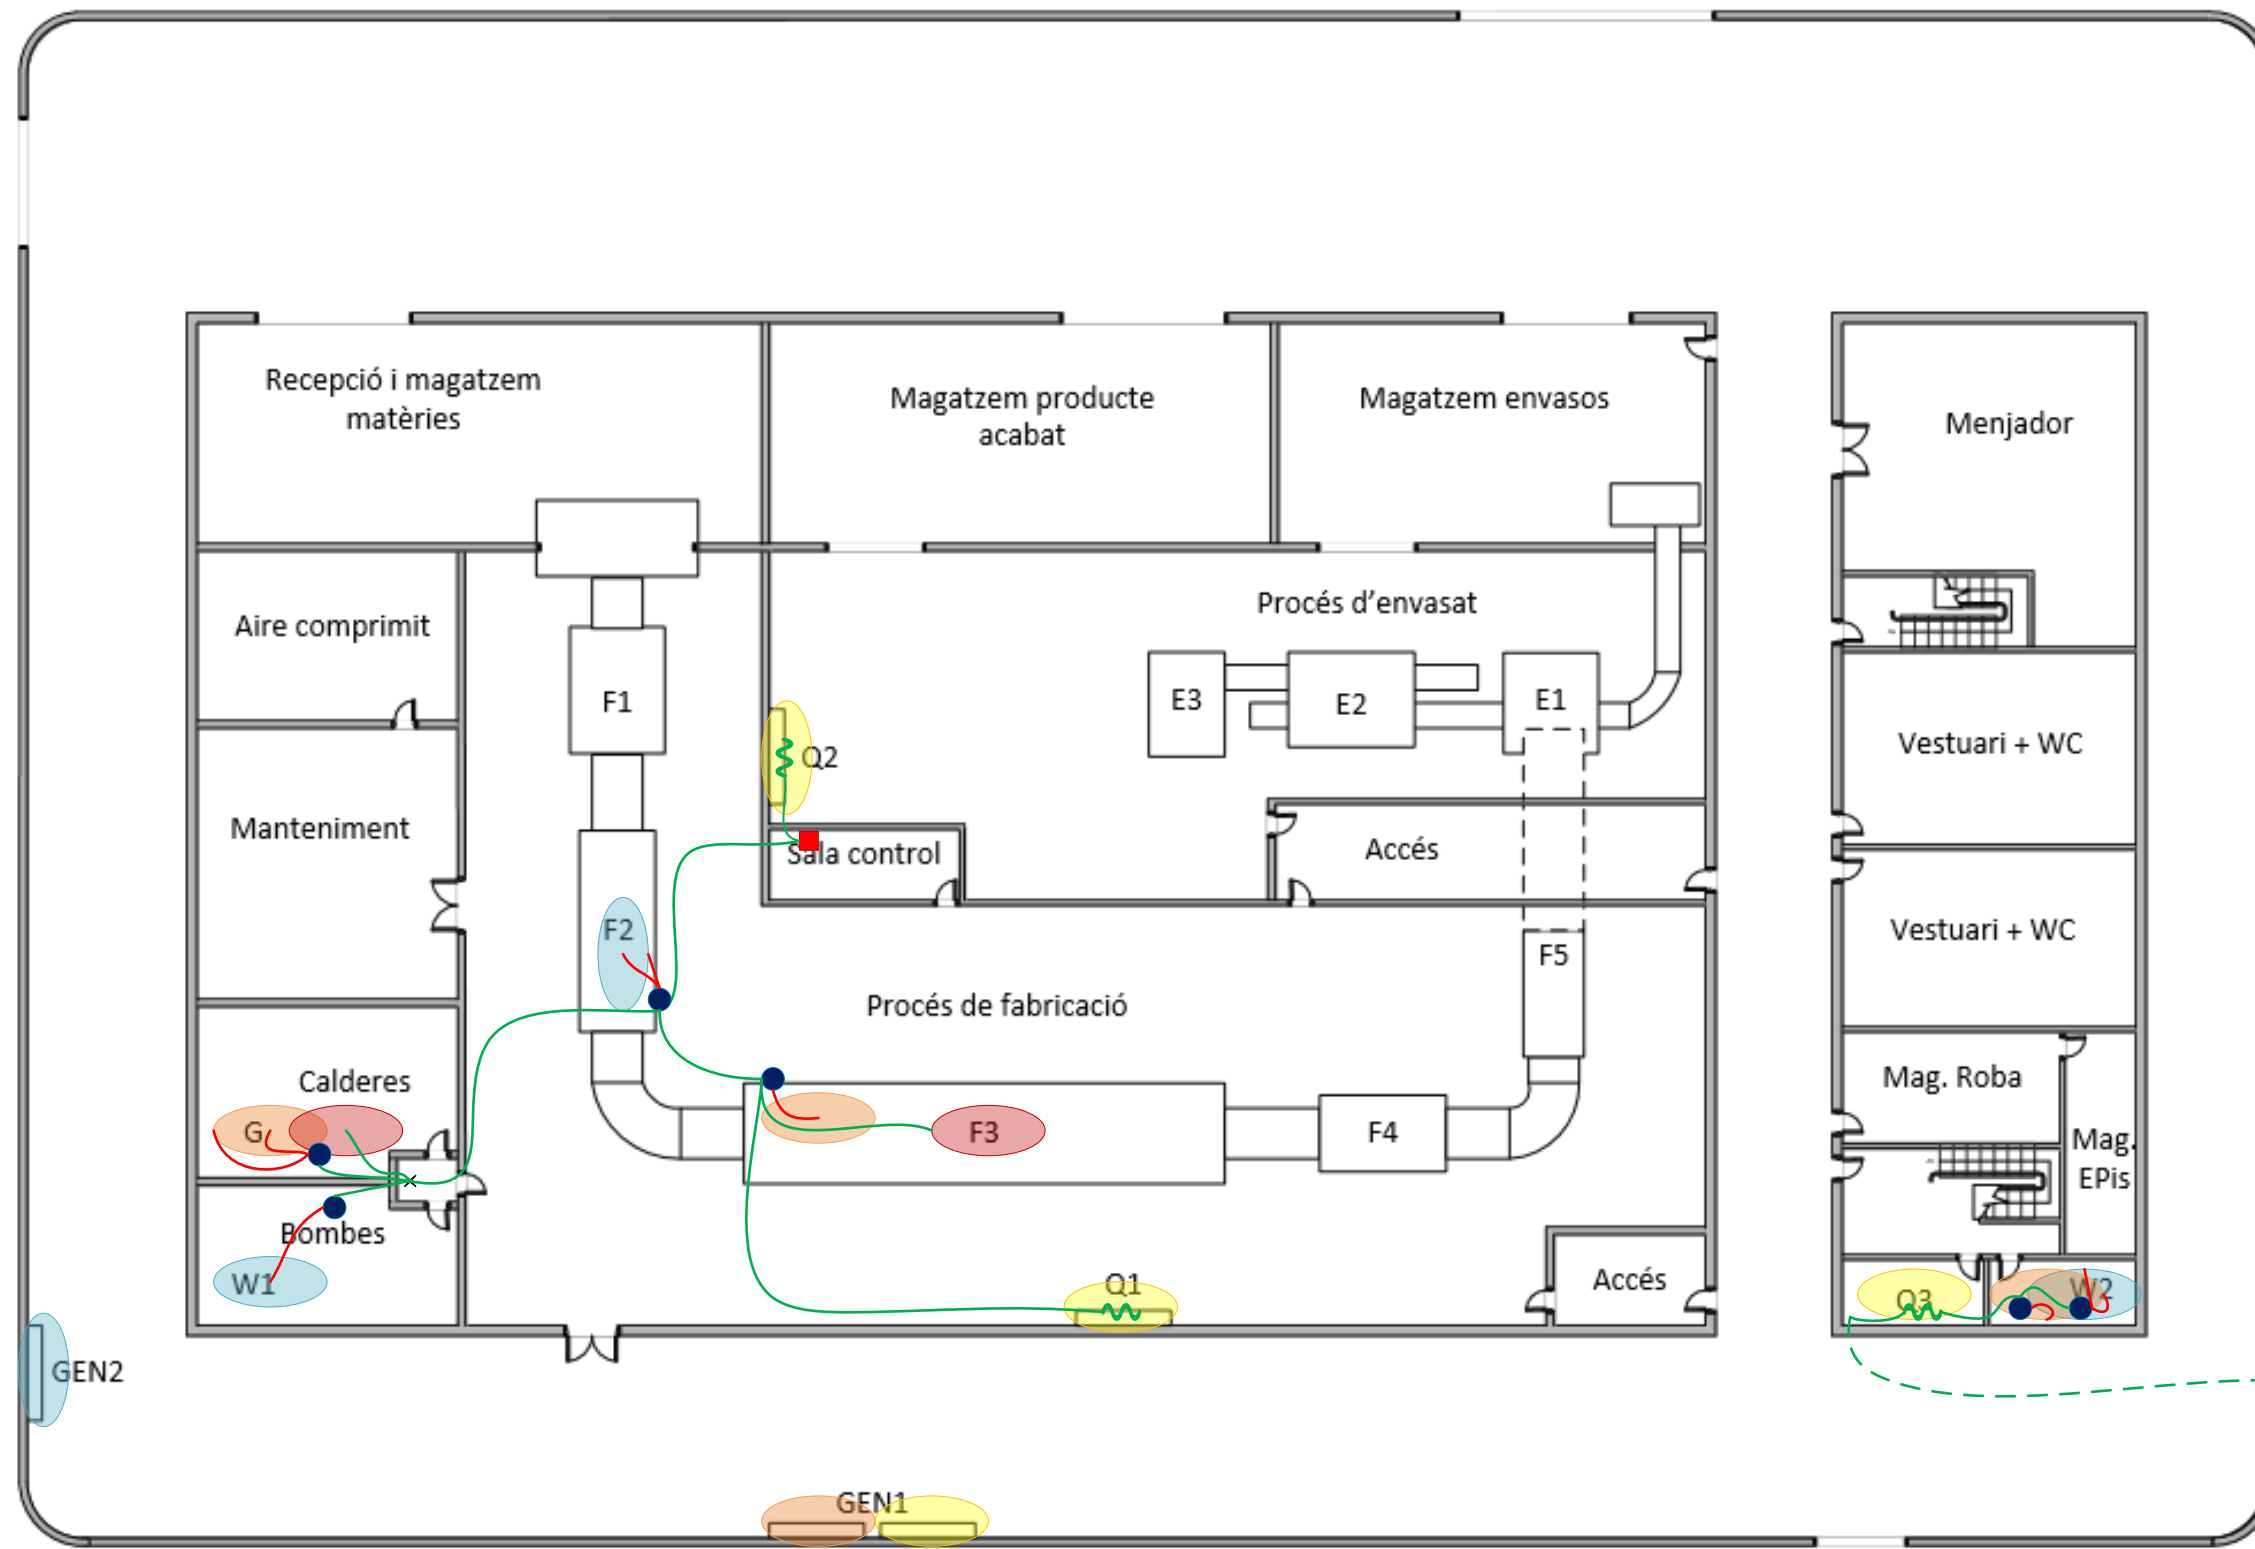 Recepció i magatzem
matèries
Magatzem producte
acabat
Magatzem envasos
Menjador
Aire comprimit
Procés d’envasat
F1
E3
E2
E1
Q2
Vestuari + WC
Manteniment
Sala control
Accés
F2
Vestuari + WC
F5
Procés de fabricació
Calderes
Mag. Roba
G
F3
F4
Mag.
EPis
Bombes
W1
Q1
Accés
Q3
W2
GEN2
GEN1